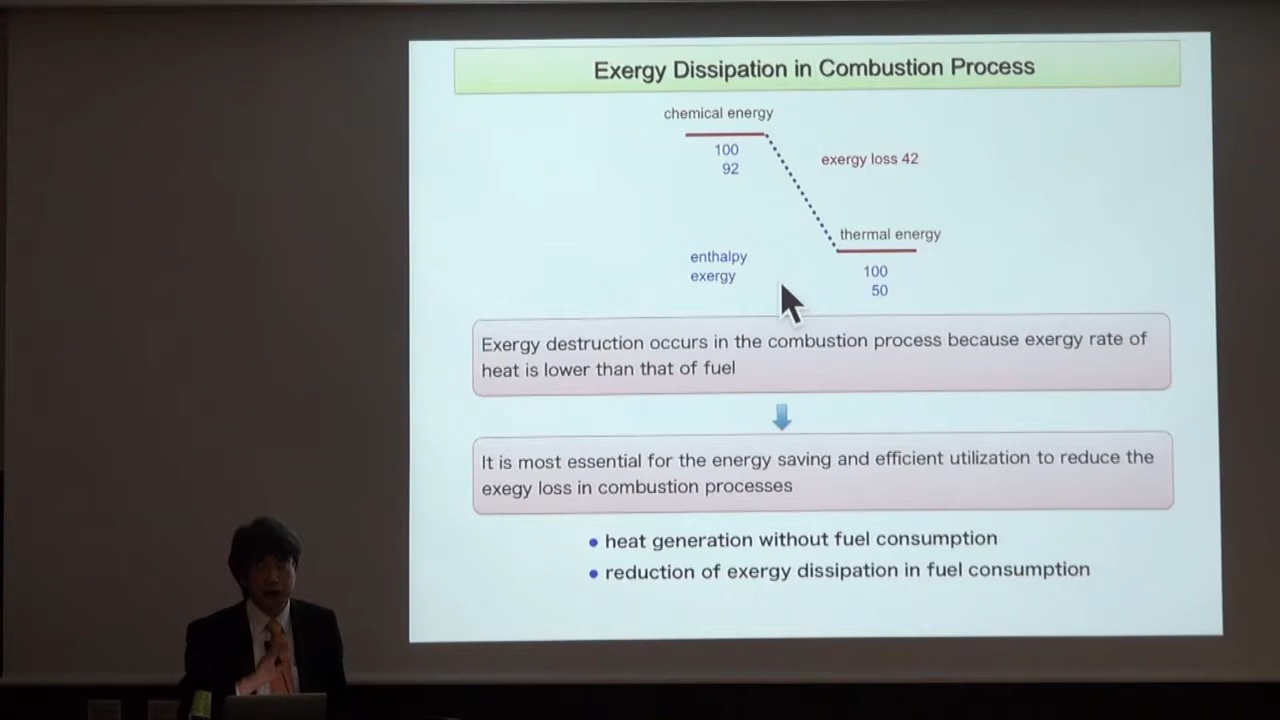 Exergy Dissipation in Combustion Process
chemical energy
100
92
exergy loss 42
thermal energy
enthalpy
exergy
100
50
Exergy destruction occurs in the combustion process because exergy rate of
heat is lower than that of fuel
It is most essential for the energy saving and efficient utilization to reduce the
exegy loss in combustion processes
• heat generation without fuel consumption
• reduction of exergy dissipation in fuel consumption